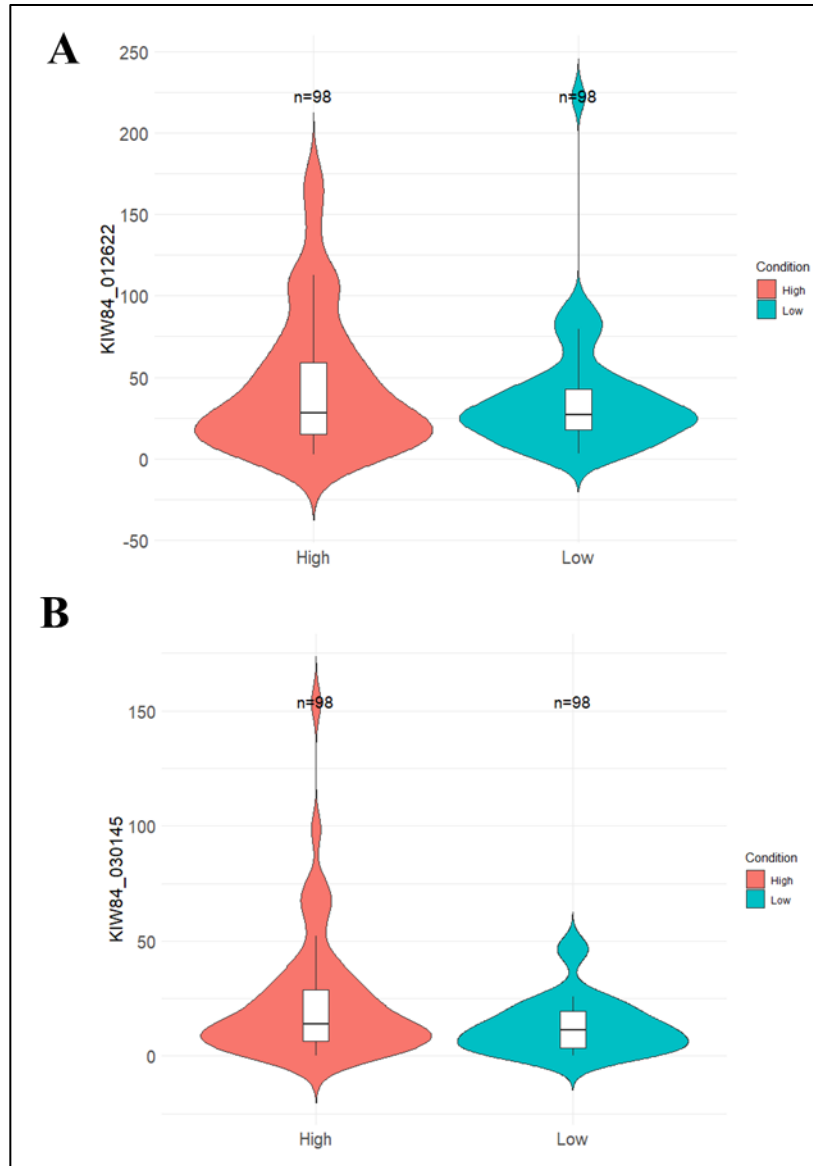 A
250
200
150
100
50
0
-50
KIW84_012622
n=98
n=98
High
Low
Condition
High
Low
B
150
100
50
0
KIW84_030145
n=98
n=98
High
Low
Condition
High
Low